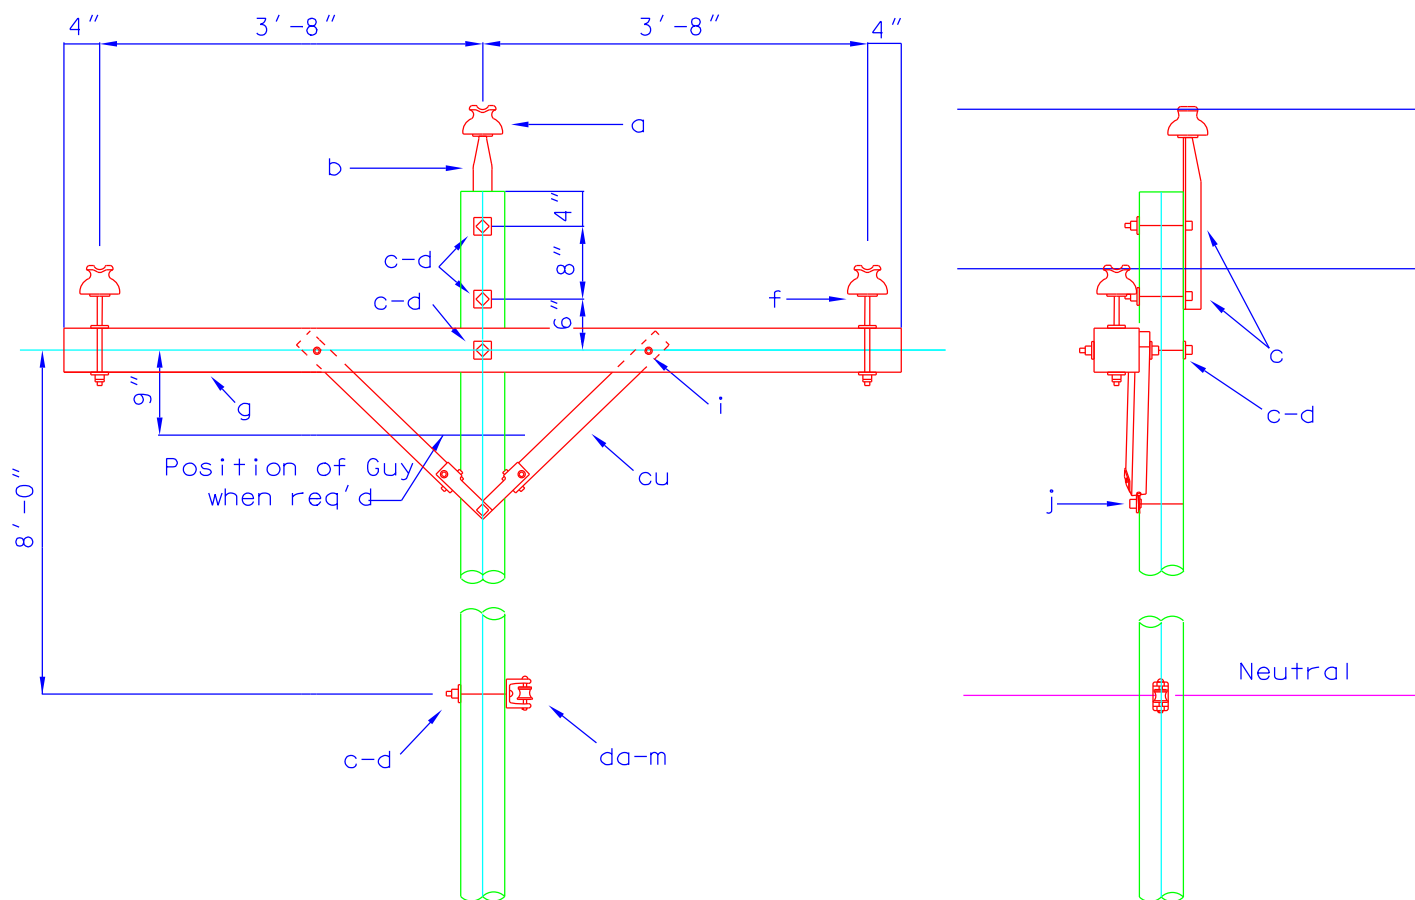 4"
3'-8"
3'-8"
4"
a
b
4"
c-d
8"
c-d
f
6"
c
9"
g
i
c-d
Position of Guy
when req'd
cu
8'-0"
j
Neutral
c-d
da-m